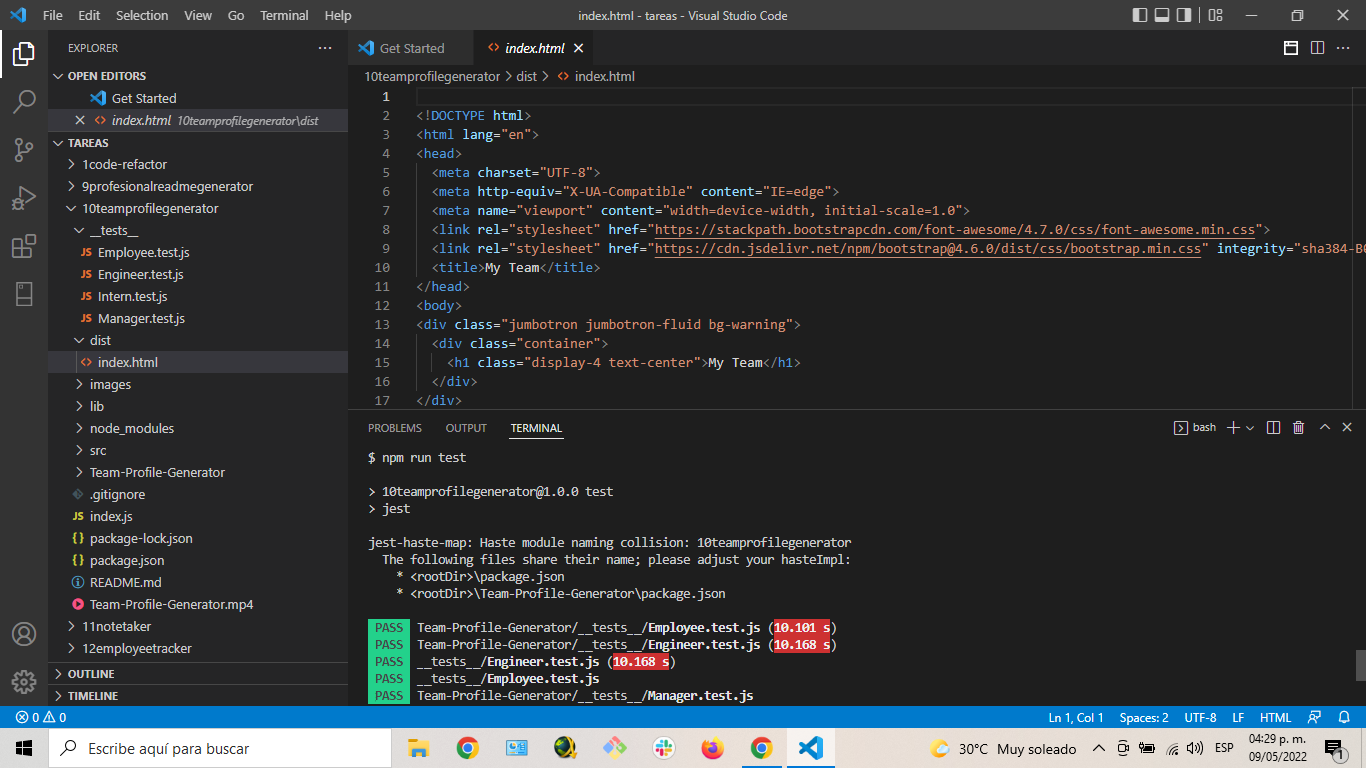 File Edit Selection View Go Terminal Help
index.html - tareas - Visual Studio Code
EXPLORER
OPEN EDITORS
Get Started
index.html 10teamprofilegenerator\dist
TAREAS
1code-refactor
9profesionalreadmegenerator
10teamprofilegenerator
__tests__
JS Employee.test.js
JS Engineer.test.js
JS Intern.test.js
JS Manager.test.js
dist
<> index.html
images
lib
node_modules
src
Team-Profile-Generator
.gitignore
JS index.js
{} package-lock.json
{} package.json
README.md
Team-Profile-Generator.mp4
11notetaker
12employeetracker
OUTLINE
TIMELINE
Get Started
<> index.html
10teamprofilegenerator > dist > <> index.html
1
2 <!DOCTYPE html>
3 <html lang="en">
4 <head>
5 <meta charset="UTF-8">
6 <meta http-equiv="X-UA-Compatible" content="IE=edge">
7 <meta name="viewport" content="width=device-width, initial-scale=1.0">
8 <link rel="stylesheet" href="https://stackpath.bootstrapcdn.com/font-awesome/4.7.0/css/font-awesome.min.css">
9 <link rel="stylesheet" href="https://cdn.jsdelivr.net/npm/bootstrap@4.6.0/dist/css/bootstrap.min.css" integrity="sha384-B0
10 <title>My Team</title>
11 </head>
12 <body>
13 <div class="jumbotron jumbotron-fluid bg-warning">
14 <div class="container">
15 <h1 class="display-4 text-center">My Team</h1>
16 </div>
17 </div>
PROBLEMS OUTPUT TERMINAL
bash
$ npm run test
> 10teamprofilegenerator@1.0.0 test
> jest
jest-haste-map: Haste module naming collision: 10teamprofilegenerator
The following files share their name; please adjust your hasteImpl:
* <rootDir>\package.json
* <rootDir>\Team-Profile-Generator\package.json
PASS Team-Profile-Generator/__tests__/Employee.test.js (10.101 s)
PASS Team-Profile-Generator/__tests__/Engineer.test.js (10.168 s)
PASS __tests__/Engineer.test.js (10.168 s)
PASS __tests__/Employee.test.js
PASS Team-Profile-Generator/__tests__/Manager.test.js
0 0
Ln 1, Col 1 Spaces: 2 UTF-8 LF HTML
Escribe aquí para buscar
30°C Muy soleado
ESP
04:29 p. m.
09/05/2022
1